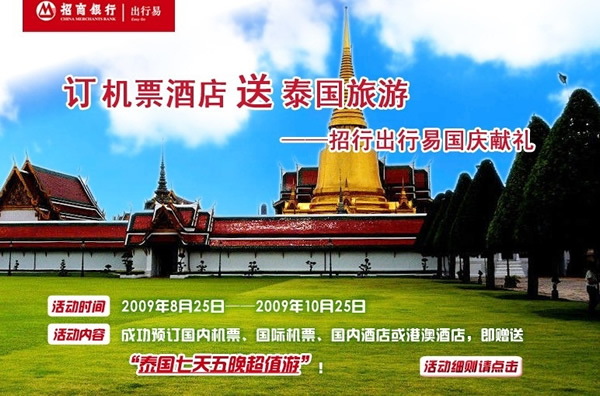 招商银行 出行易
CHINA MERCHANTS BANK
订机票酒店送泰国旅游
——招行出行易国庆献礼
活动时间 2009年8月25日——2009年10月25日
活动内容 成功预订国内机票、国际机票、国内酒店或港澳酒店，即赠送
“泰国七天五晚超值游”！
活动细则请点击